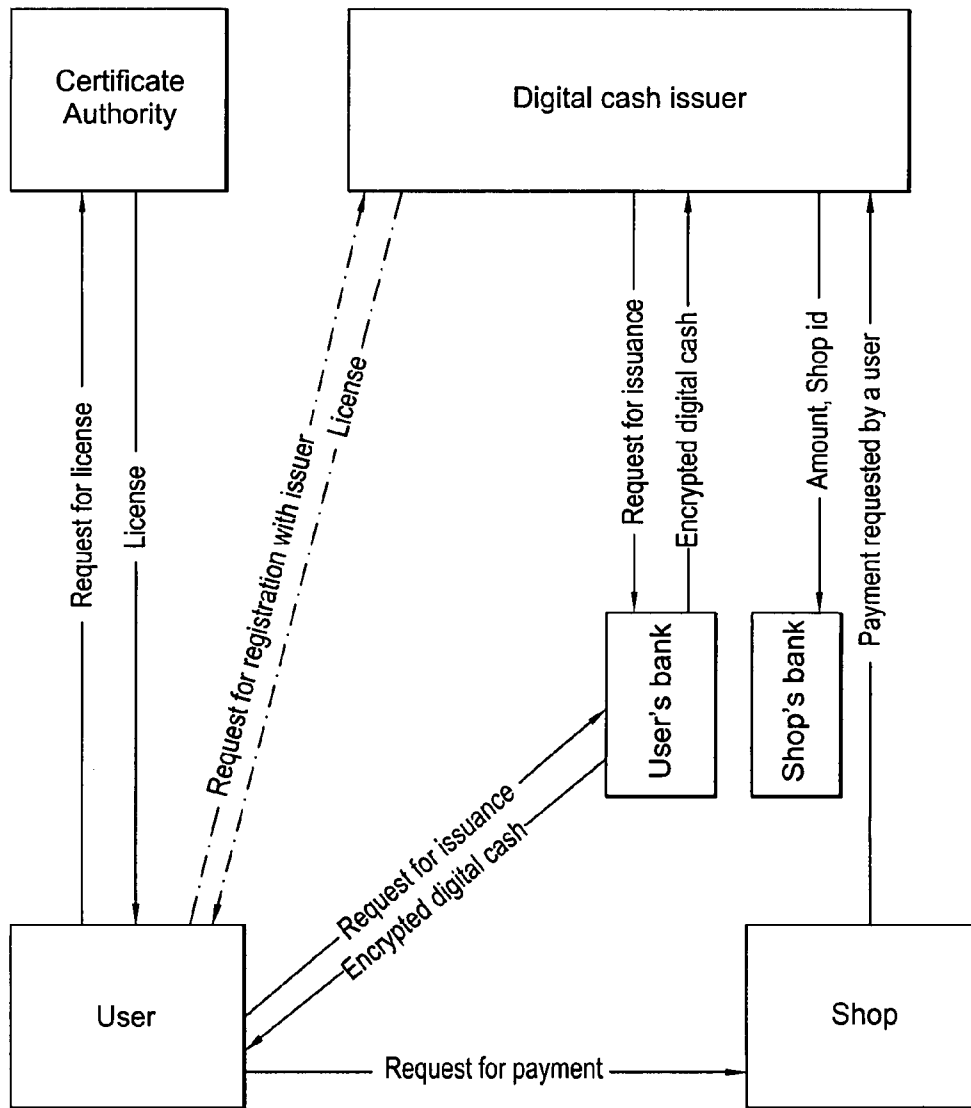 Certificate
Authority
Digital cash issuer
Request for license
License
Request for registration with issuer
License
Request for issuance
Encrypted digital cash
Amount, Shop id
Payment requested by a user
User's bank
Shop's bank
Request for issuance
Encrypted digital cash
User
Shop
Request for payment